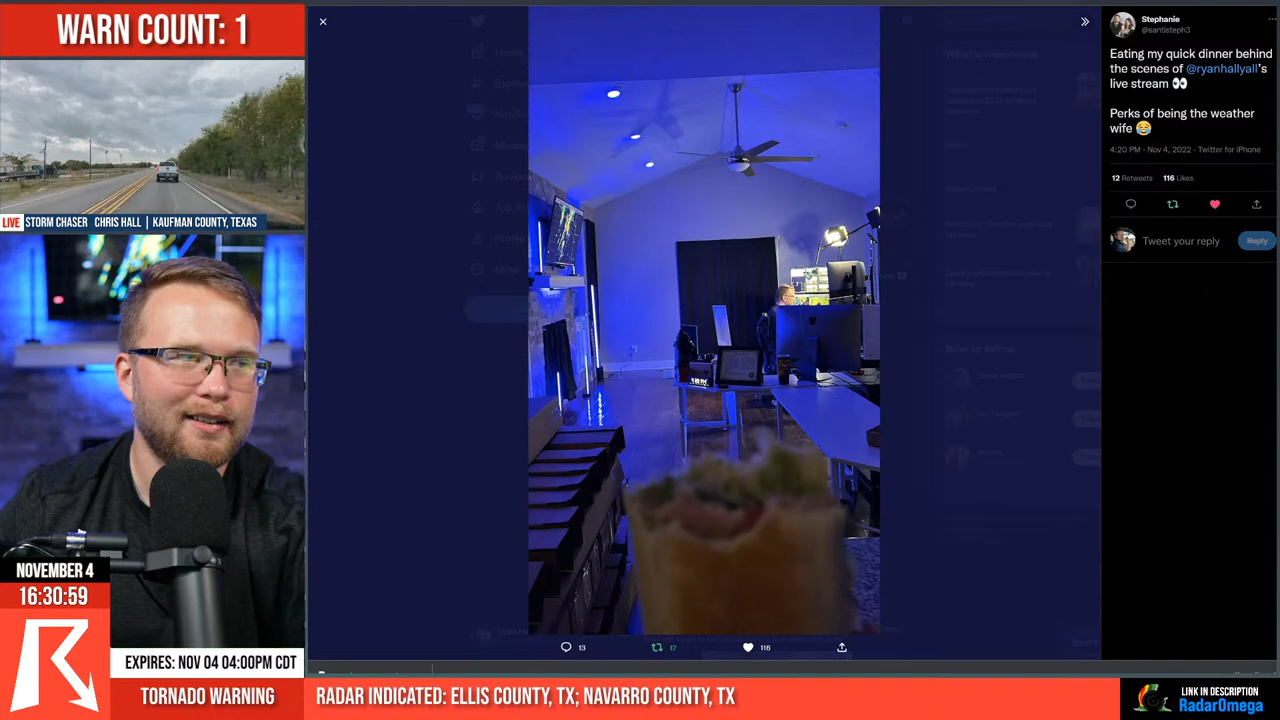 WARN COUNT: 1
LIVE STORM CHASER CHRIS HALL | KAUFMAN COUNTY, TEXAS
NOVEMBER 4
16:30:59
EXPIRES: NOV 04 04:00PM CDT
TORNADO WARNING
RADAR INDICATED: ELLIS COUNTY, TX; NAVARRO COUNTY, TX
LINK IN DESCRIPTION
RadarOmega
13
12
116
Stephanie
@santisteph3
Eating my quick dinner behind
the scenes of @ryanhallyall's
live stream 👀
Perks of being the weather
wife 😂
4:20 PM · Nov 4, 2022 · Twitter for iPhone
12 Retweets 116 Likes
Tweet your reply
Reply